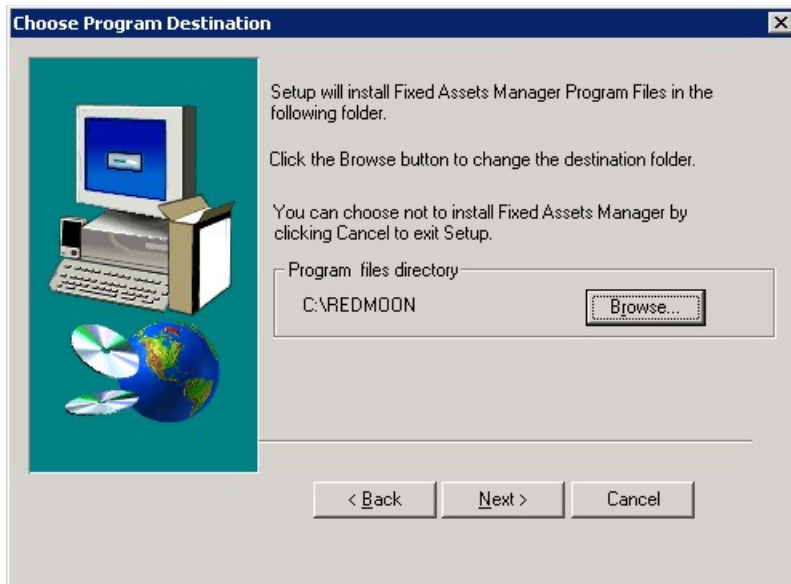 Choose Program Destination
Setup will install Fixed Assets Manager Program Files in the
following folder.
Click the Browse button to change the destination folder.
You can choose not to install Fixed Assets Manager by
clicking Cancel to exit Setup.
Program files directory
C:\REDMOON
Browse...
< Back
Next >
Cancel